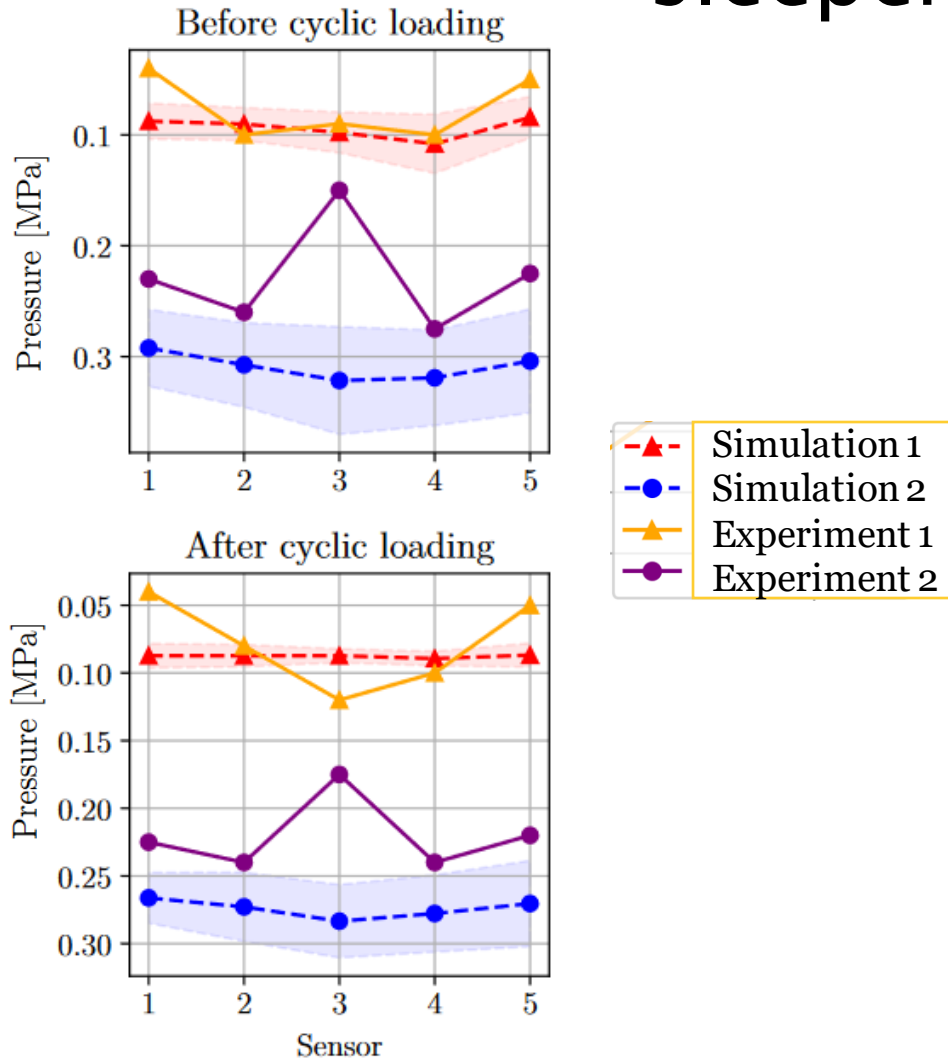 sleeper
Before cyclic loading
Pressure [MPa]
0.1
0.2
0.3
1 2 3 4 5
Simulation 1
Simulation 2
Experiment 1
Experiment 2
After cyclic loading
Pressure [MPa]
0.05
0.10
0.15
0.20
0.25
0.30
1 2 3 4 5
Sensor